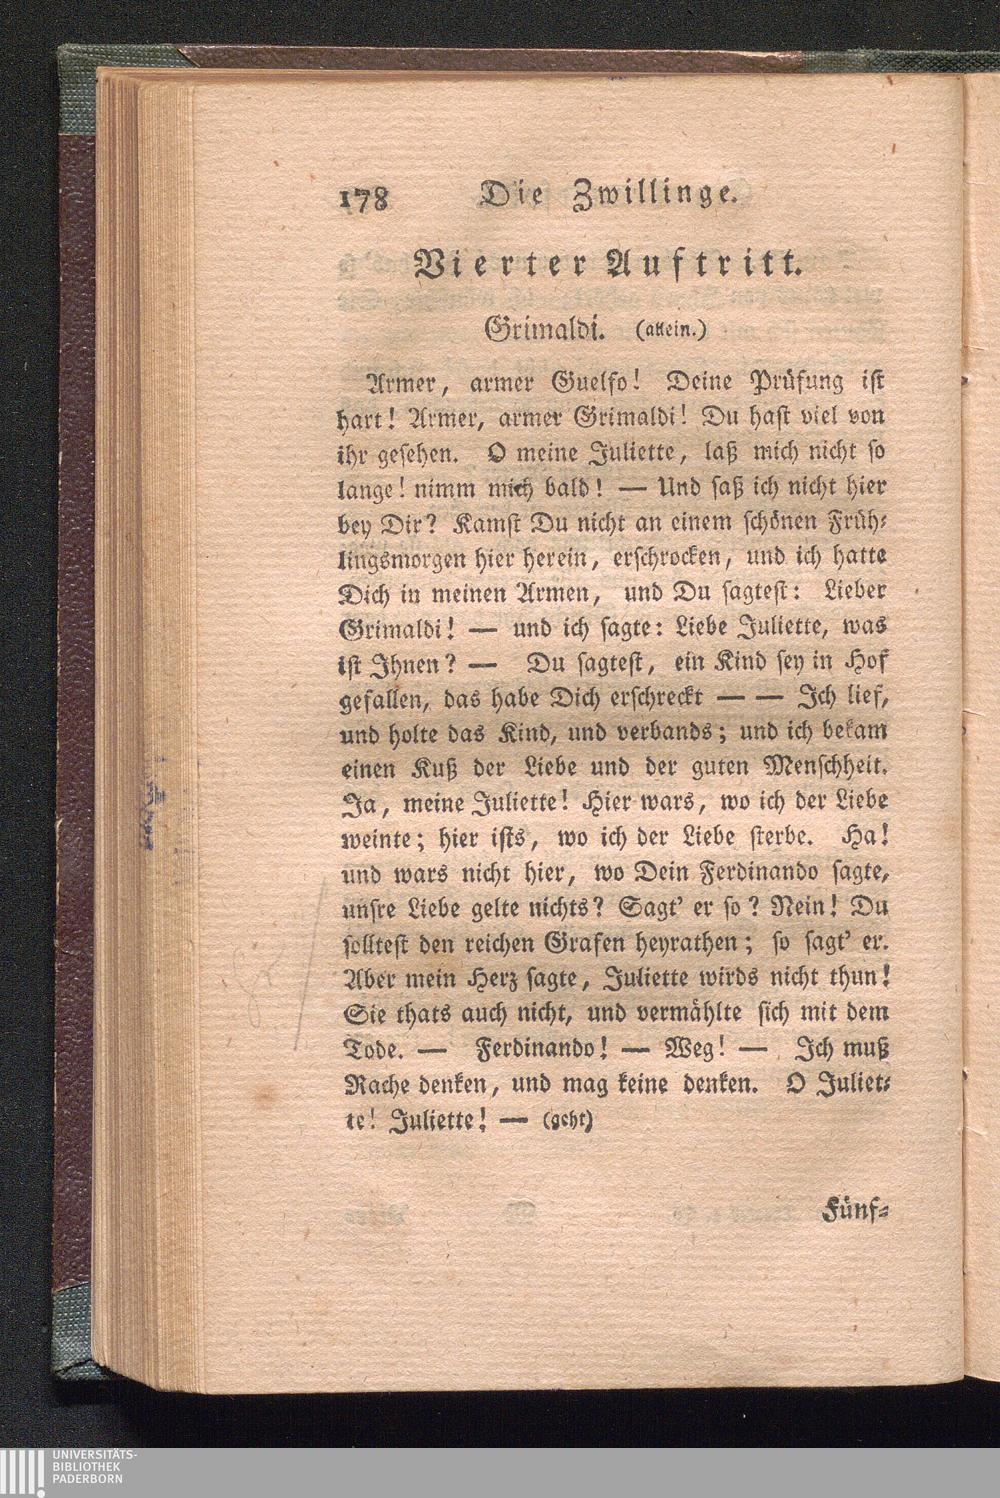 178 Die Zwillinge.
Vierter Auftritt.
Grimaldi. (allein.)
Armer, armer Guelfo! Deine Prüfung ist
hart! Armer, armer Grimaldi! Du hast viel von
ihr gesehen. O meine Juliette, laß mich nicht so
lange! nimm mich bald! — Und saß ich nicht hier
bey Dir? Kamst Du nicht an einem schönen Früh-
lingsmorgen hier herein, erschrocken, und ich hatte
Dich in meinen Armen, und Du sagtest: Lieber
Grimaldi! — und ich sagte: Liebe Juliette, was
ist Ihnen? — Du sagtest, ein Kind sey in Hof
gefallen, das habe Dich erschreckt — — Ich lief,
und holte das Kind, und verbands; und ich bekam
einen Kuß der Liebe und der guten Menschheit.
Ja, meine Juliette! Hier wars, wo ich der Liebe
weinte; hier ists, wo ich der Liebe sterbe. Ha!
und wars nicht hier, wo Dein Ferdinando sagte,
unsre Liebe gelte nichts? Sagt' er so? Nein! Du
solltest den reichen Grafen heyrathen; so sagt' er.
Aber mein Herz sagte, Juliette wirds nicht thun!
Sie thats auch nicht, und vermählte sich mit dem
Tode. — Ferdinando! — Weg! — Ich muß
Rache denken, und mag keine denken. O Juliet-
te! Juliette! — (geht)
Fünf-
UNIVERSITÄTS-
BIBLIOTHEK
PADERBORN